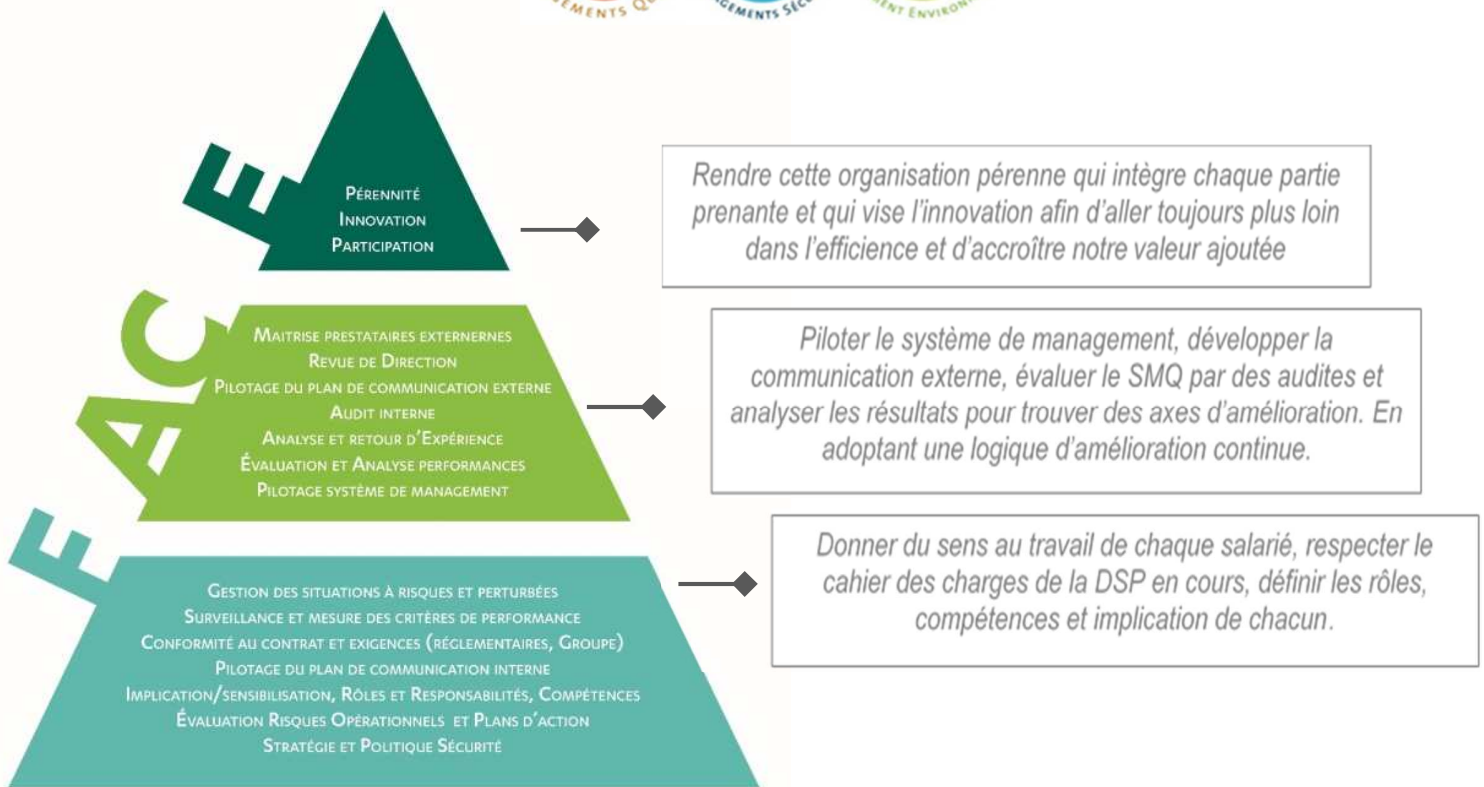 EMENTS QU
GEMENTS SÉCU
MENT ENVIRON
E
PÉRENNITÉ
INNOVATION
PARTICIPATION
Rendre cette organisation pérenne qui intègre chaque partie
prenante et qui vise l'innovation afin d'aller toujours plus loin
dans l'efficience et d'accroître notre valeur ajoutée
AC
MAITRISE PRESTATAIRES EXTERNERNES
REVUE DE DIRECTION
PILOTAGE DU PLAN DE COMMUNICATION EXTERNE
AUDIT INTERNE
ANALYSE ET RETOUR D'EXPÉRIENCE
ÉVALUATION ET ANALYSE PERFORMANCES
PILOTAGE SYSTÈME DE MANAGEMENT
Piloter le système de management, développer la
communication externe, évaluer le SMQ par des audites et
analyser les résultats pour trouver des axes d'amélioration. En
adoptant une logique d'amélioration continue.
F
GESTION DES SITUATIONS À RISQUES ET PERTURBÉES
SURVEILLANCE ET MESURE DES CRITÈRES DE PERFORMANCE
CONFORMITÉ AU CONTRAT ET EXIGENCES (RÉGLEMENTAIRES, GROUPE)
PILOTAGE DU PLAN DE COMMUNICATION INTERNE
IMPLICATION/SENSIBILISATION, RÔLES ET RESPONSABILITÉS, COMPÉTENCES
ÉVALUATION RISQUES OPÉRATIONNELS ET PLANS D'ACTION
STRATÉGIE ET POLITIQUE SÉCURITÉ
Donner du sens au travail de chaque salarié, respecter le
cahier des charges de la DSP en cours, définir les rôles,
compétences et implication de chacun.